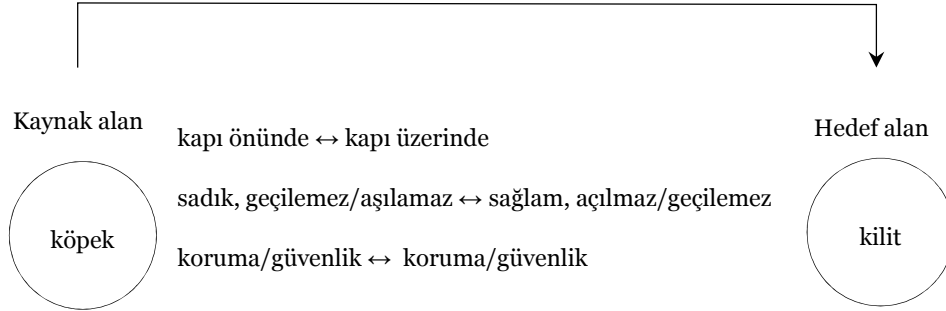 Kaynak alan
Hedef alan
kapı önünde ↔ kapı üzerinde
sadık, geçilemez/aşılamaz ↔ sağlam, açılmaz/geçilemez
köpek
kilit
koruma/güvenlik ↔ koruma/güvenlik